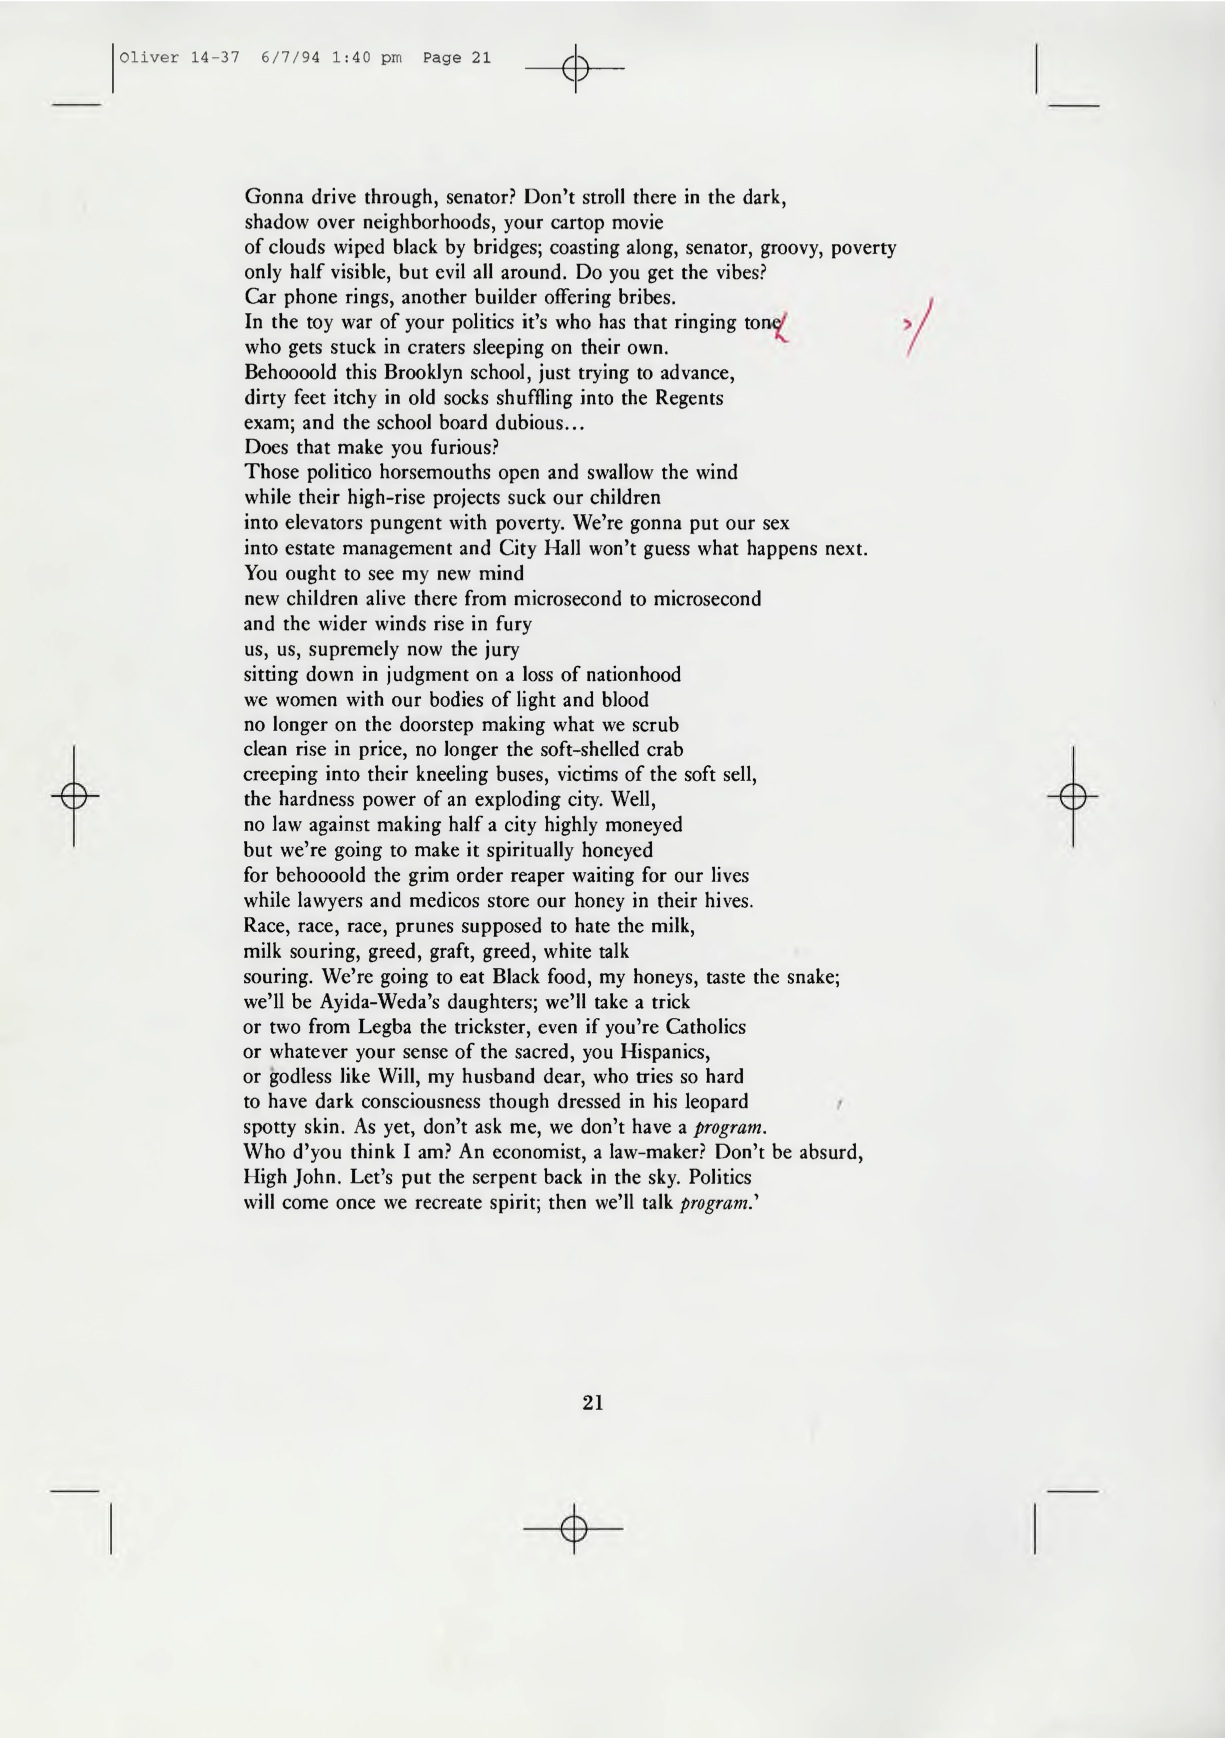 Oliver 14-37 6/7/94 1:40 pm Page 21
Gonna drive through, senator? Don't stroll there in the dark,
shadow over neighborhoods, your cartop movie
of clouds wiped black by bridges; coasting along, senator, groovy, poverty
only half visible, but evil all around. Do you get the vibes?
Car phone rings, another builder offering bribes.
In the toy war of your politics it's who has that ringing tone ,/
who gets stuck in craters sleeping on their own.
Behoooold this Brooklyn school, just trying to advance,
dirty feet itchy in old socks shuffling into the Regents
exam; and the school board dubious...
Does that make you furious?
Those politico horsemouths open and swallow the wind
while their high-rise projects suck our children
into elevators pungent with poverty. We're gonna put our sex
into estate management and City Hall won't guess what happens next.
You ought to see my new mind
new children alive there from microsecond to microsecond
and the wider winds rise in fury
us, us, supremely now the jury
sitting down in judgment on a loss of nationhood
we women with our bodies of light and blood
no longer on the doorstep making what we scrub
clean rise in price, no longer the soft-shelled crab
creeping into their kneeling buses, victims of the soft sell,
the hardness power of an exploding city. Well,
no law against making half a city highly moneyed
but we're going to make it spiritually honeyed
for behoooold the grim order reaper waiting for our lives
while lawyers and medicos store our honey in their hives.
Race, race, race, prunes supposed to hate the milk,
milk souring, greed, graft, greed, white talk
souring. We're going to eat Black food, my honeys, taste the snake;
we'll be Ayida-Weda's daughters; we'll take a trick
or two from Legba the trickster, even if you're Catholics
or whatever your sense of the sacred, you Hispanics,
or godless like Will, my husband dear, who tries so hard
to have dark consciousness though dressed in his leopard
spotty skin. As yet, don't ask me, we don't have a program.
Who d'you think I am? An economist, a law-maker? Don't be absurd,
High John. Let's put the serpent back in the sky. Politics
will come once we recreate spirit; then we'll talk program.'
21